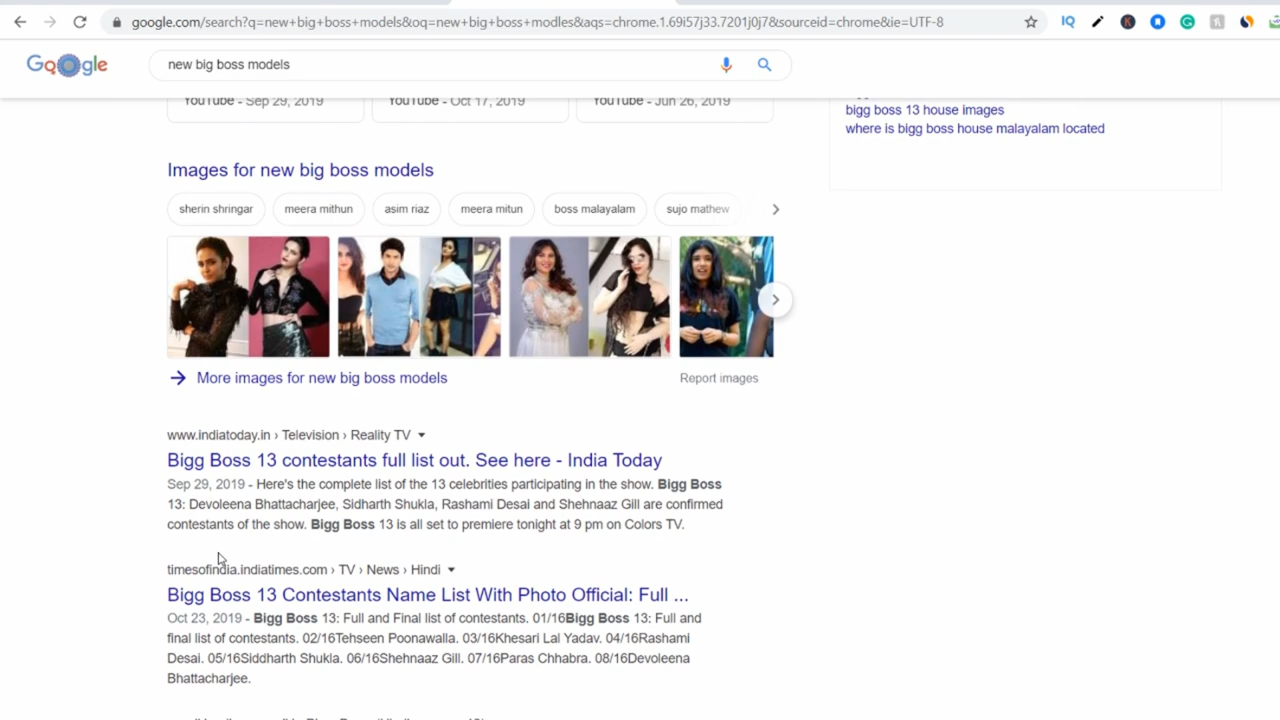 google.com/search?q=new+big+boss+models&oq=new+big+boss+modles&aqs=chrome.1.69i57j33.7201j0j7&sourceid=chrome&ie=UTF-8
Google
new big boss models
YouTube - Sep 29, 2019
YouTube - Oct 17, 2019
YouTube - Jun 26, 2019
bigg boss 13 house images
where is bigg boss house malayalam located
Images for new big boss models
sherin shringar
meera mithun
asim riaz
meera mitun
boss malayalam
sujo mathew
More images for new big boss models
Report images
www.indiatoday.in › Television › Reality TV
Bigg Boss 13 contestants full list out. See here - India Today
Sep 29, 2019 - Here's the complete list of the 13 celebrities participating in the show. Bigg Boss
13: Devoleena Bhattacharjee, Sidharth Shukla, Rashami Desai and Shehnaaz Gill are confirmed
contestants of the show. Bigg Boss 13 is all set to premiere tonight at 9 pm on Colors TV.
timesofindia.indiatimes.com › TV › News › Hindi
Bigg Boss 13 Contestants Name List With Photo Official: Full ...
Oct 23, 2019 - Bigg Boss 13: Full and Final list of contestants. 01/16Bigg Boss 13: Full and
final list of contestants. 02/16Tehseen Poonawalla. 03/16Khesari Lal Yadav. 04/16Rashami
Desai. 05/16Siddharth Shukla. 06/16Shehnaaz Gill. 07/16Paras Chhabra. 08/16Devoleena
Bhattacharjee.